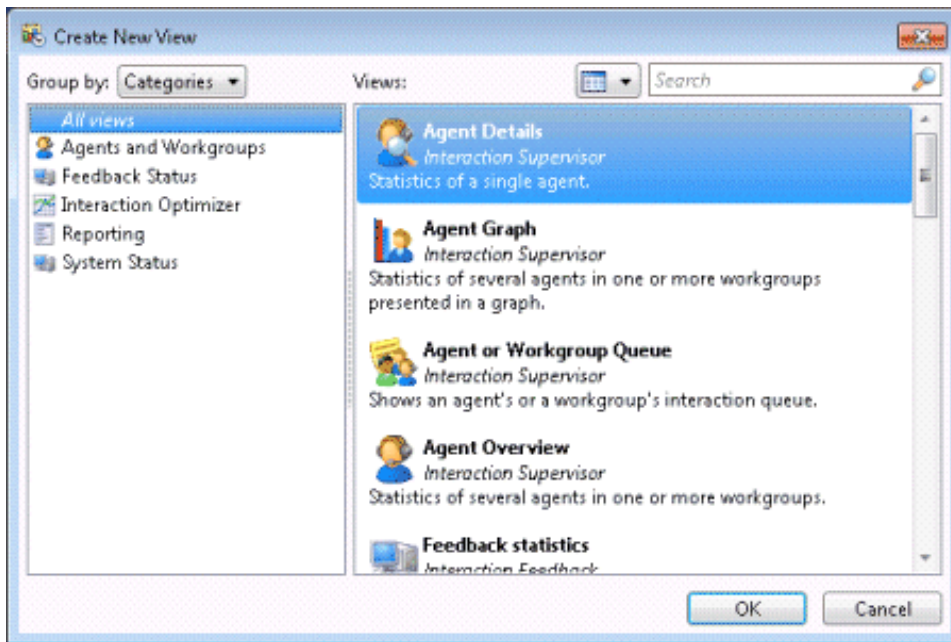 Create New View
Group by: Categories
Views:
Search
All views
Agents and Workgroups
Feedback Status
Interaction Optimizer
Reporting
System Status
Agent Details
Interaction Supervisor
Statistics of a single agent.
Agent Graph
Interaction Supervisor
Statistics of several agents in one or more workgroups
presented in a graph.
Agent or Workgroup Queue
Interaction Supervisor
Shows an agent's or a workgroup's interaction queue.
Agent Overview
Interaction Supervisor
Statistics of several agents in one or more workgroups.
Feedback statistics
Interaction Feedback
OK
Cancel